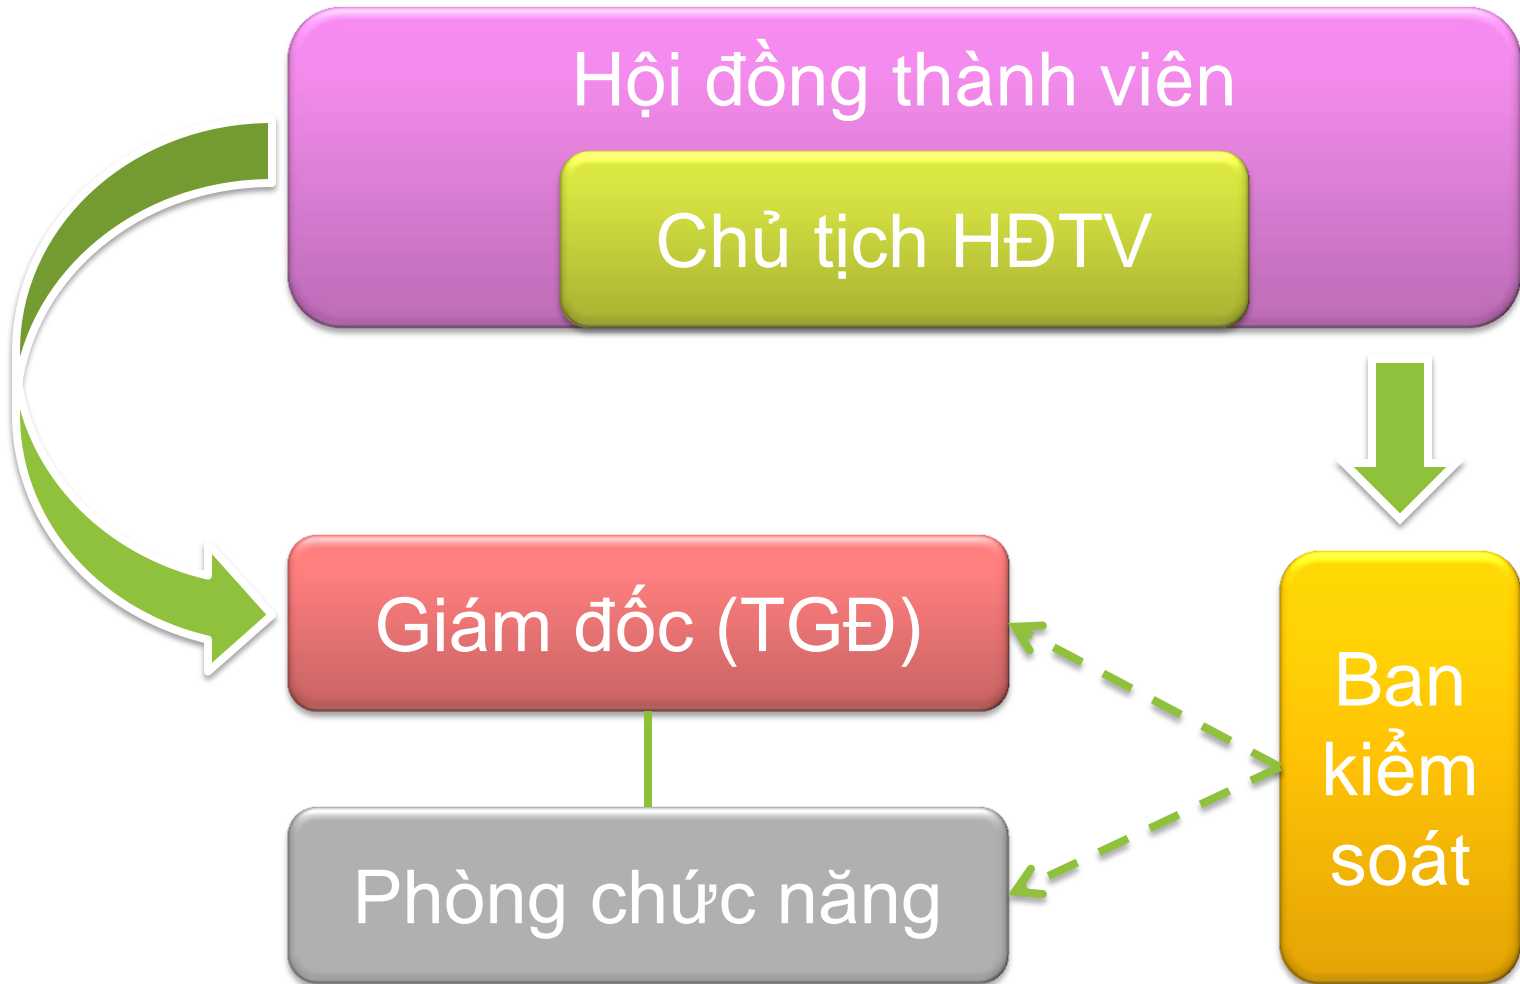 Hội đồng thành viên
Chủ tịch HĐTV
Giám đốc (TGĐ)
Phòng chức năng
Ban
kiểm
soát